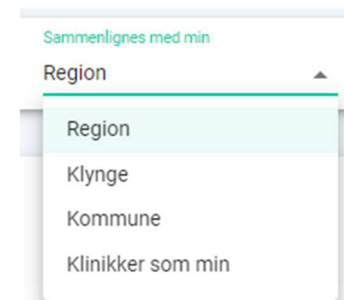 Sammenlignes med min
Region
Region
Klynge
Kommune
Klinikker som min